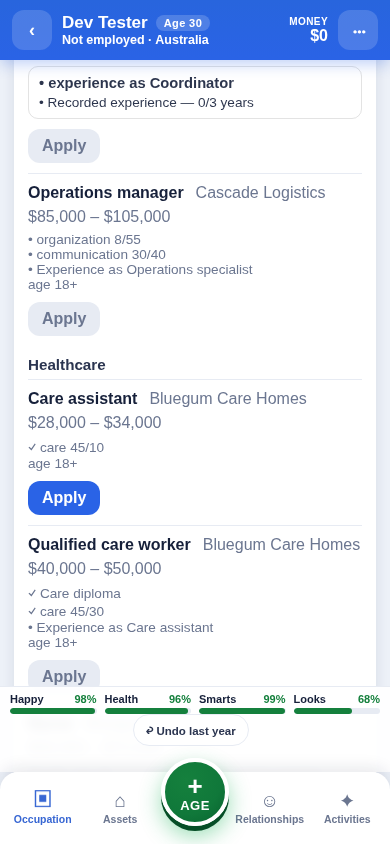 ‹ Dev Tester Age 30
Not employed · Australia
MONEY
$0
•••
• experience as Coordinator
• Recorded experience — 0/3 years
Apply
Operations manager Cascade Logistics
$85,000 – $105,000
• organization 8/55
• communication 30/40
• Experience as Operations specialist
age 18+
Apply
Healthcare
Care assistant Bluegum Care Homes
$28,000 – $34,000
✓ care 45/10
age 18+
Apply
Qualified care worker Bluegum Care Homes
$40,000 – $50,000
✓ Care diploma
✓ care 45/30
• Experience as Care assistant
age 18+
Apply
Happy 98% Health 96% Smarts 99% Looks 68%
Undo last year
+
AGE
Occupation Assets Relationships Activities